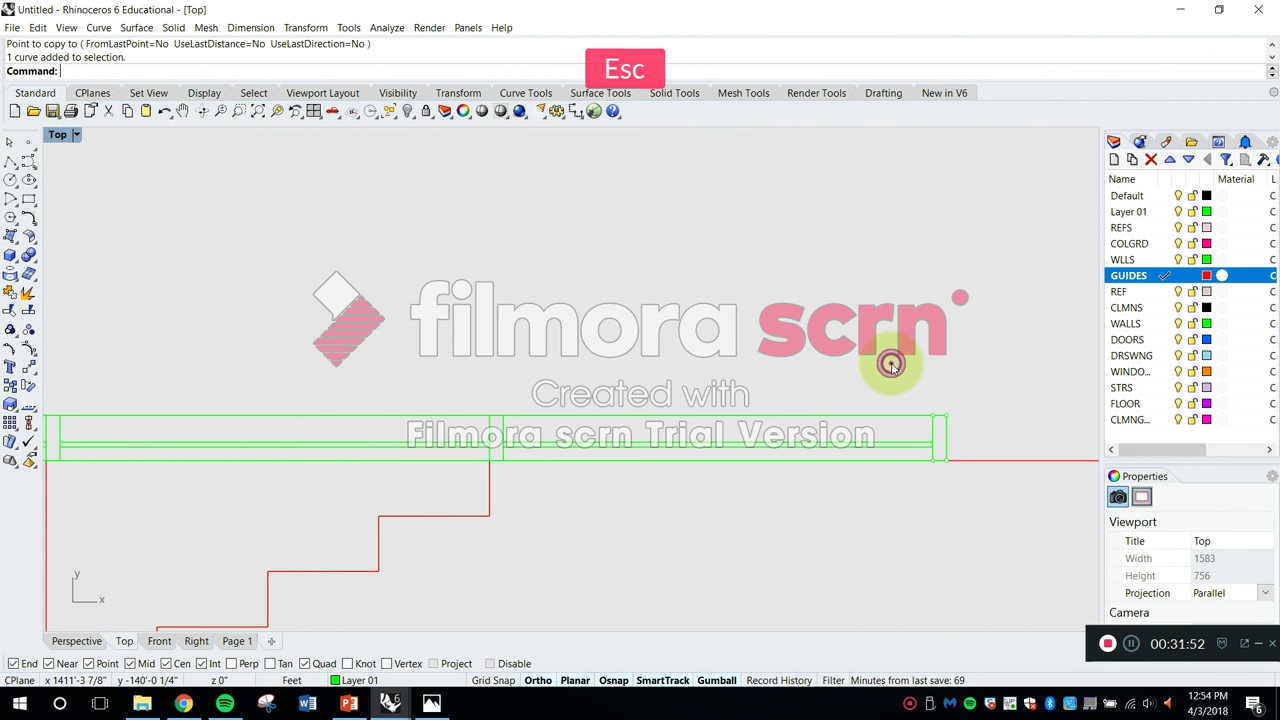 Untitled - Rhinoceros 6 Educational - [Top]
File Edit View Curve Surface Solid Mesh Dimension Transform Tools Analyze Render Panels Help
Point to copy to ( FromLastPoint=No UseLastDistance=No UseLastDirection=No )
1 curve added to selection.
Command:
Esc
Standard CPlanes Set View Display Select Viewport Layout Visibility Transform Curve Tools Surface Tools Solid Tools Mesh Tools Render Tools Drafting New in V6
Top
Name Material L
Default C
Layer 01 C
REFS C
COLGRD C
WLLS C
GUIDES C
REF C
CLMNS C
WALLS C
DOORS C
DRSWNG C
WINDO... C
STRS C
FLOOR C
CLMNG... C
filmora scrn
Created with
Filmora scrn Trial Version
Properties
Viewport
Title Top
Width 1583
Height 756
Projection Parallel
Camera
y
x
Perspective Top Front Right Page 1
00:31:52
End Near Point Mid Cen Int Perp Tan Quad Knot Vertex Project Disable
CPlane x 1411'-3 7/8" y -140'-0 1/4" z 0" Feet Layer 01 Grid Snap Ortho Planar Osnap SmartTrack Gumball Record History Filter Minutes from last save: 69
12:54 PM
4/3/2018
6